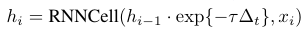 h_i = RNNCell(h_{i−1} · exp{−τΔ_t}, x_i)